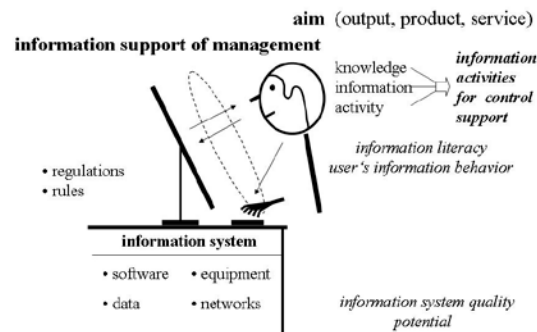 aim (output, product, service)
information support of management
knowledge
information
activity
information
activities
for control
support
information literacy
user's information behavior
• regulations
• rules
information system
• software • equipment
• data • networks
information system quality
potential